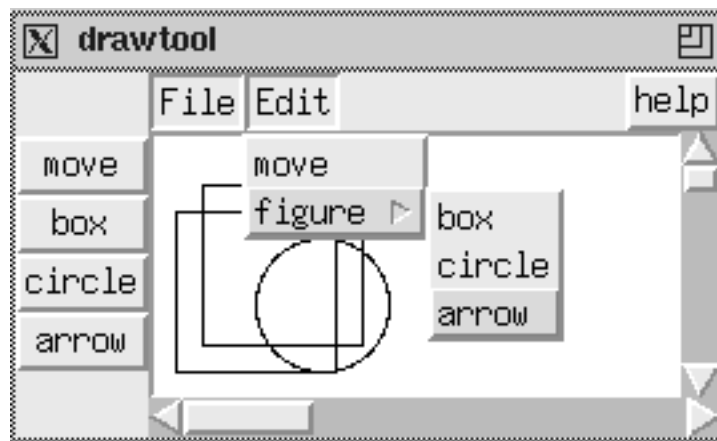 drawtool
File Edit help
move
box
circle
arrow
move
figure
box
circle
arrow